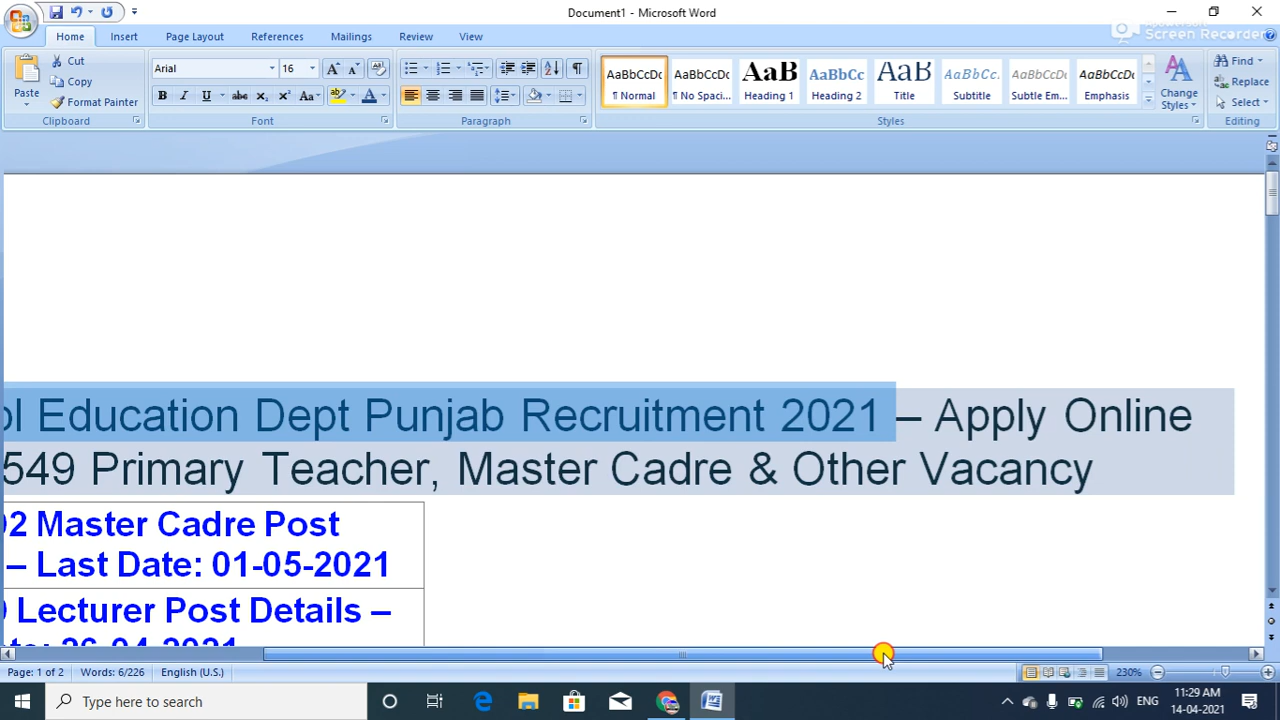 Document1 - Microsoft Word
Screen Recorder
Home Insert Page Layout References Mailings Review View
Paste
Cut
Copy
Format Painter
Clipboard
Arial 16
Font
Paragraph
AaBbCcDc AaBbCcDc AaB AaBbCc AaB AaBbCc. AaBbCcDc AaBbCcDc
¶ Normal ¶ No Spaci... Heading 1 Heading 2 Title Subtitle Subtle Em... Emphasis
Change Styles
Styles
Find
Replace
Select
Editing
ol Education Dept Punjab Recruitment 2021 – Apply Online
549 Primary Teacher, Master Cadre & Other Vacancy
02 Master Cadre Post
– Last Date: 01-05-2021
Lecturer Post Details –
26-04-2021
Page: 1 of 2 Words: 6/226 English (U.S.) 230%
Type here to search
ENG
11:29 AM
14-04-2021